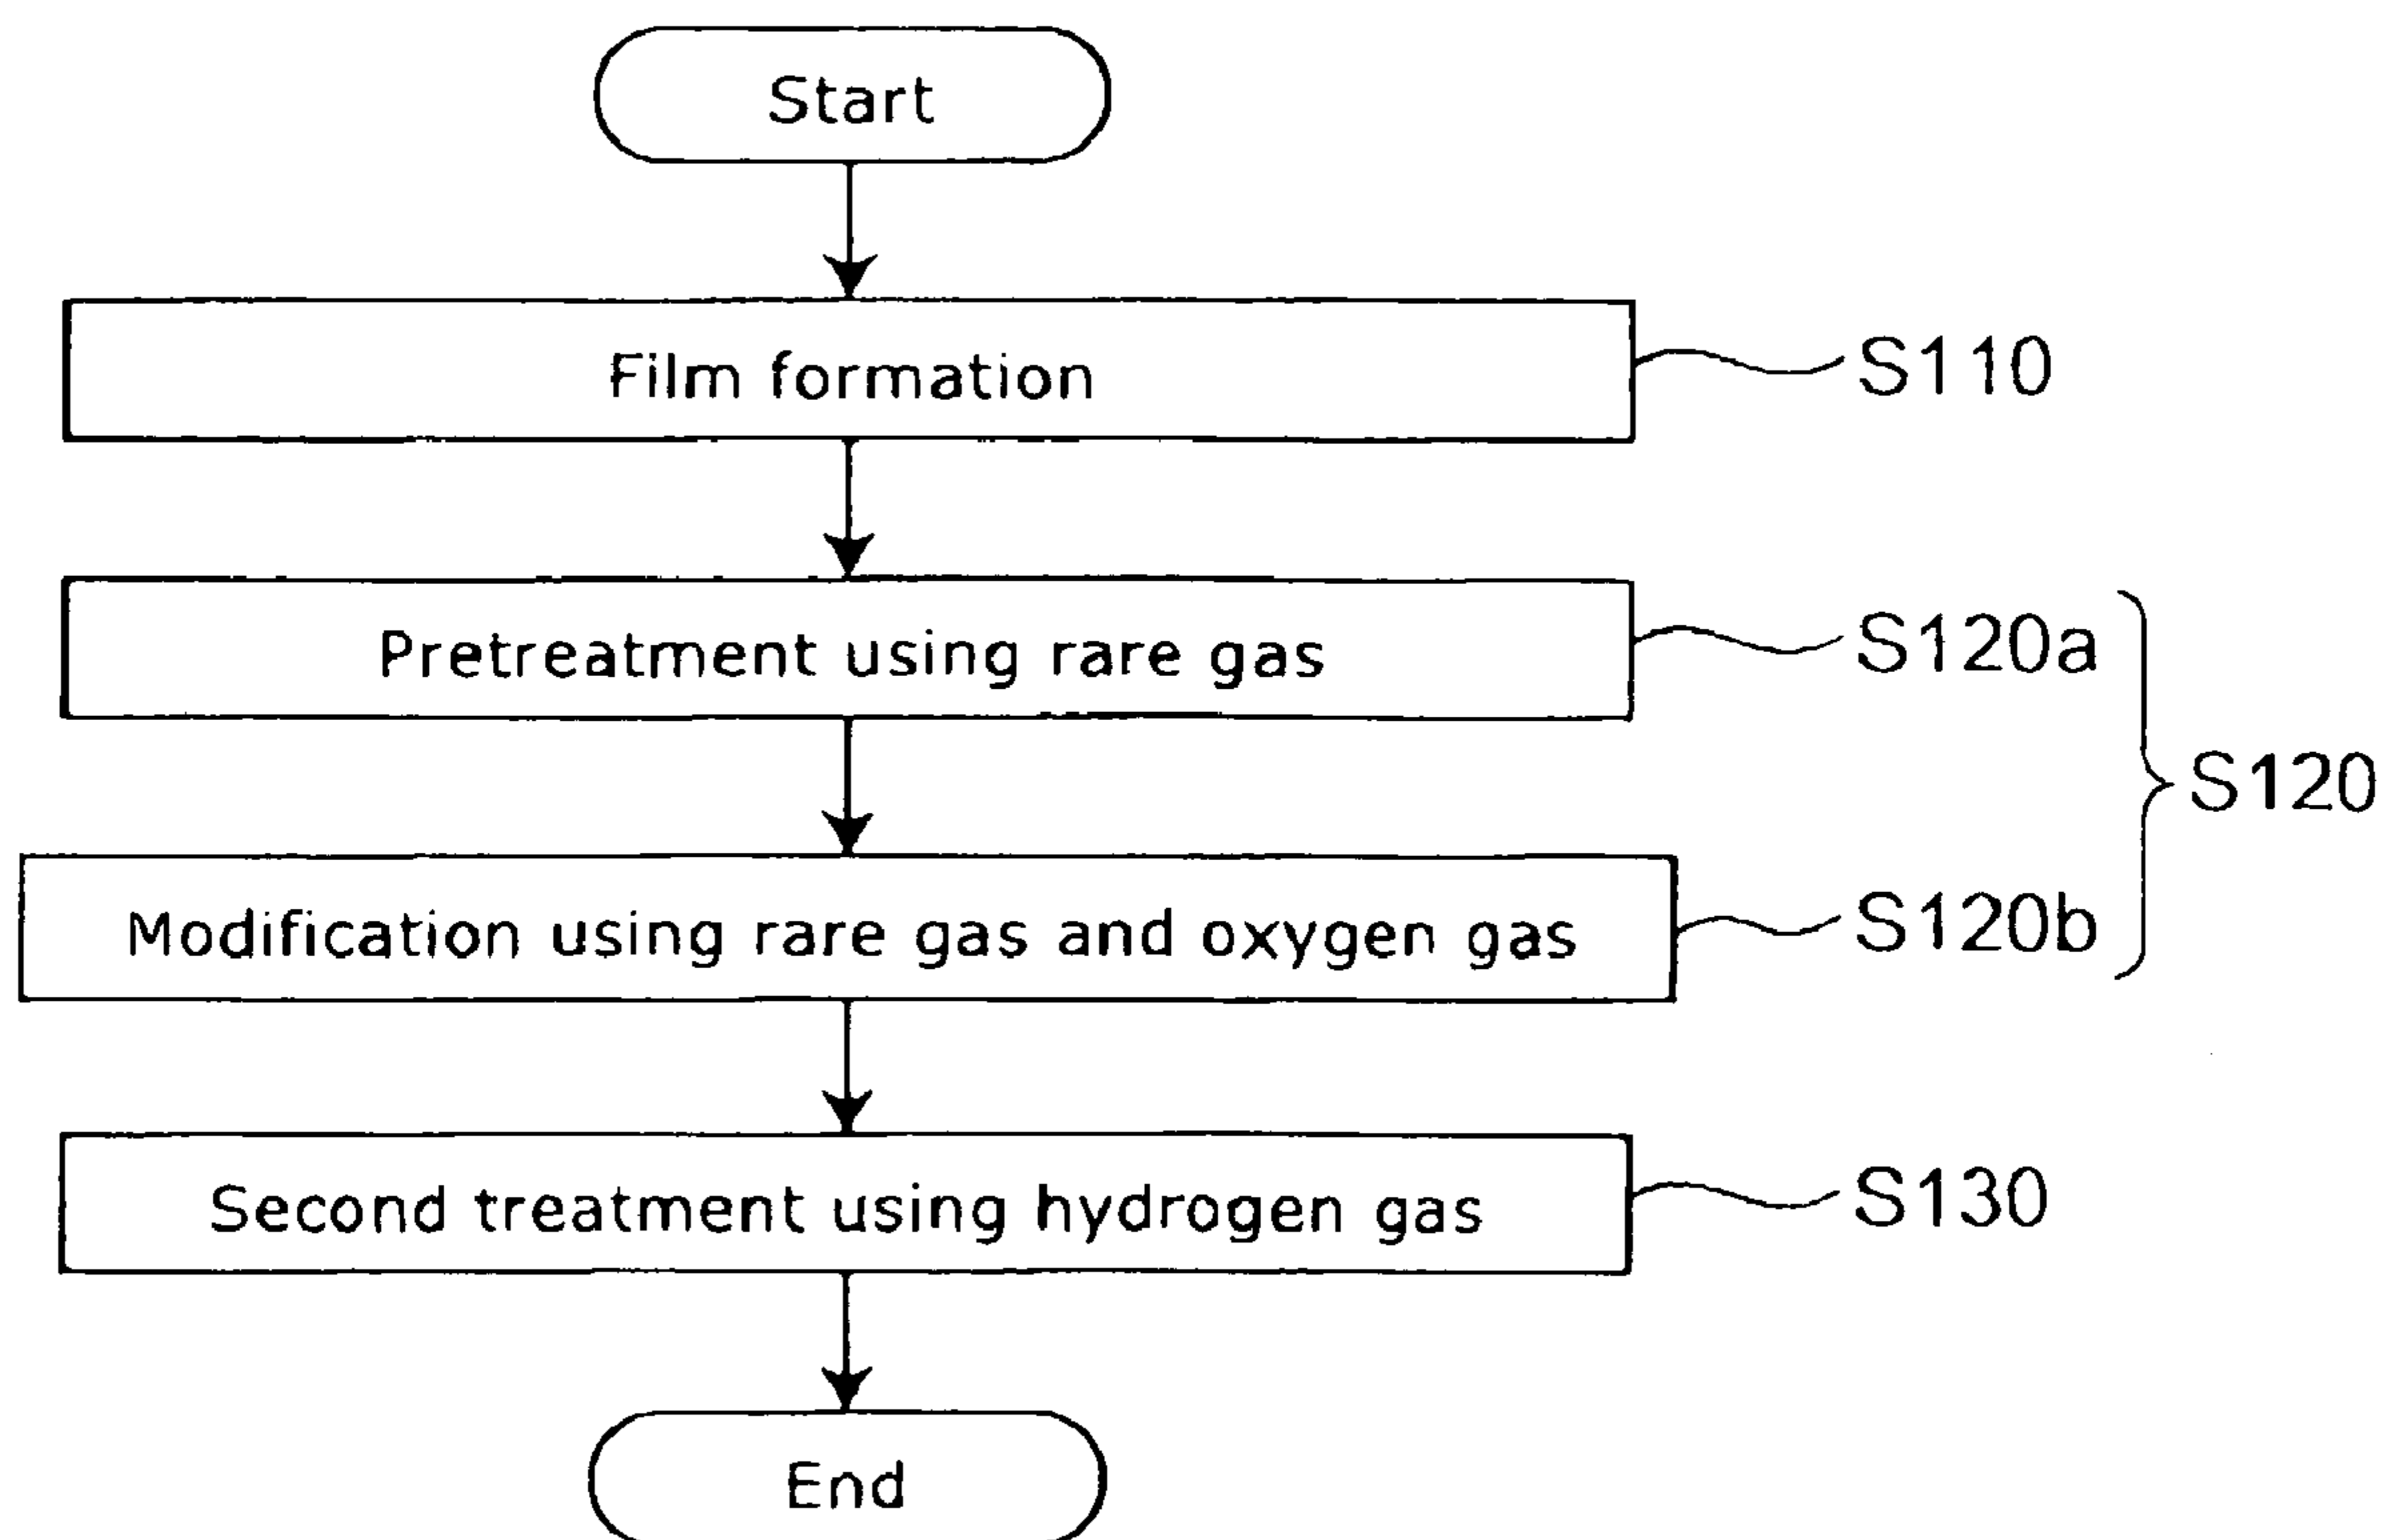 Start
Film formation
S110
Pretreatment using rare gas
S120a
S120
Modification using rare gas and oxygen gas
S120b
Second treatment using hydrogen gas
S130
End